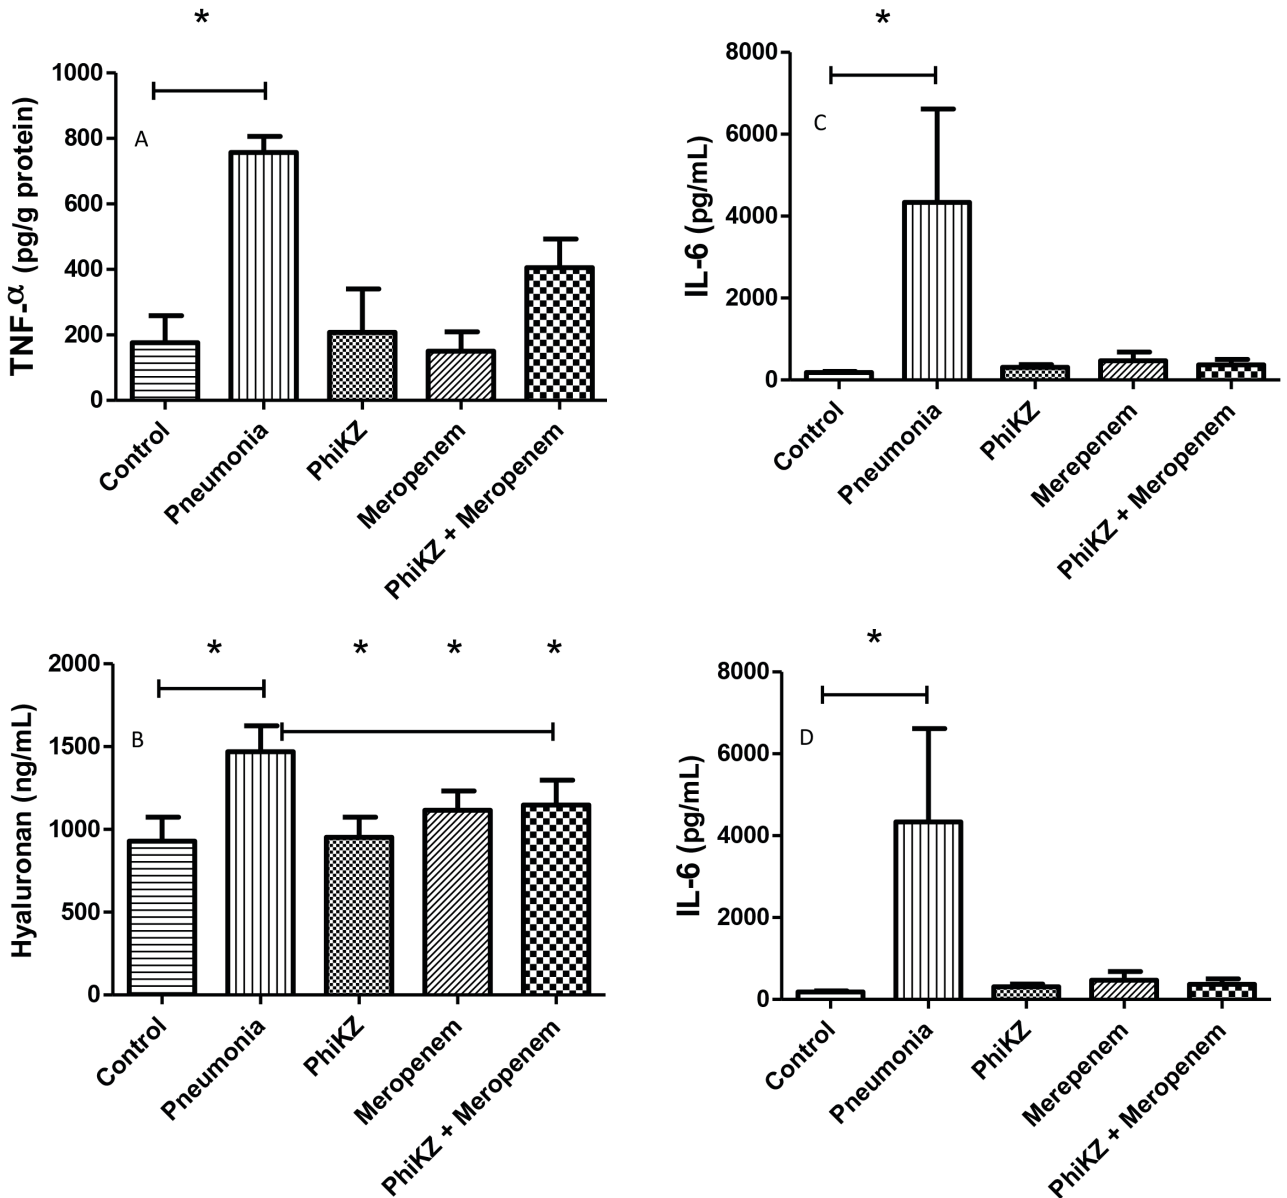 *
1000
800
600
400
200
0
TNF-α (pg/g protein)
A
Control
Pneumonia
PhiKZ
Meropenem
PhiKZ + Meropenem
*
8000
6000
4000
2000
0
IL-6 (pg/mL)
C
Control
Pneumonia
PhiKZ
Merepenem
PhiKZ + Meropenem
* * * *
2000
1500
1000
500
0
Hyaluronan (ng/mL)
B
Control
Pneumonia
PhiKZ
Meropenem
PhiKZ + Meropenem
*
8000
6000
4000
2000
0
IL-6 (pg/mL)
D
Control
Pneumonia
PhiKZ
Merepenem
PhiKZ + Meropenem